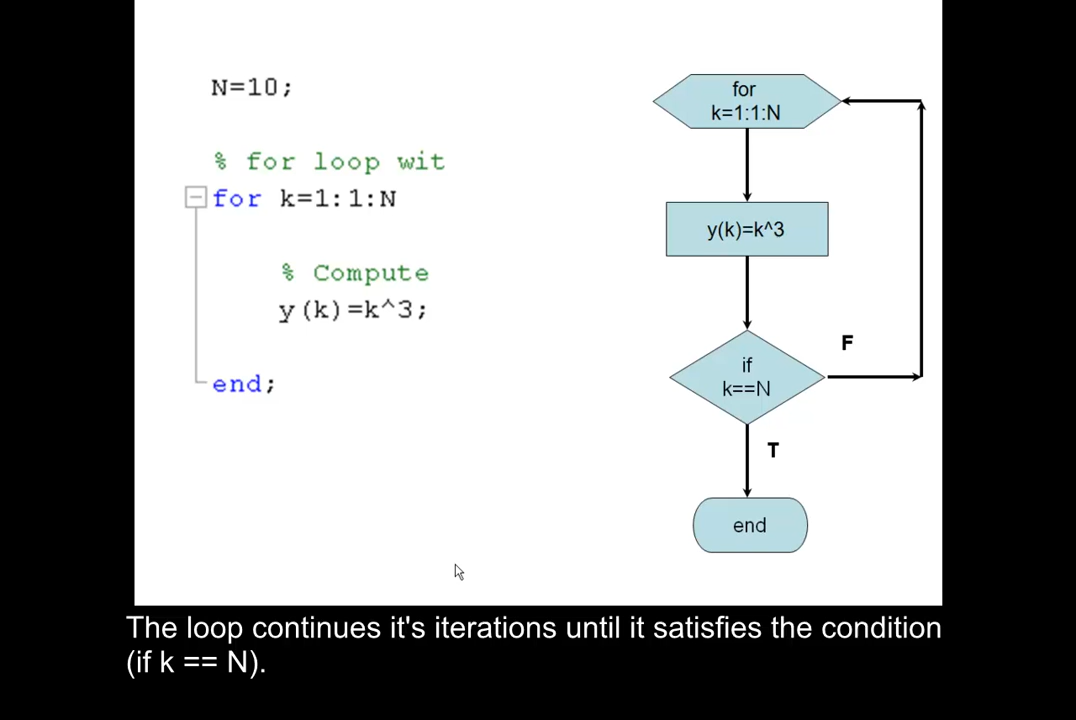 N=10;
% for loop wit
for k=1:1:N
% Compute
y(k)=k^3;
end;
for
k=1:1:N
y(k)=k^3
if
k==N
F
T
end
The loop continues it's iterations until it satisfies the condition
(if k == N).